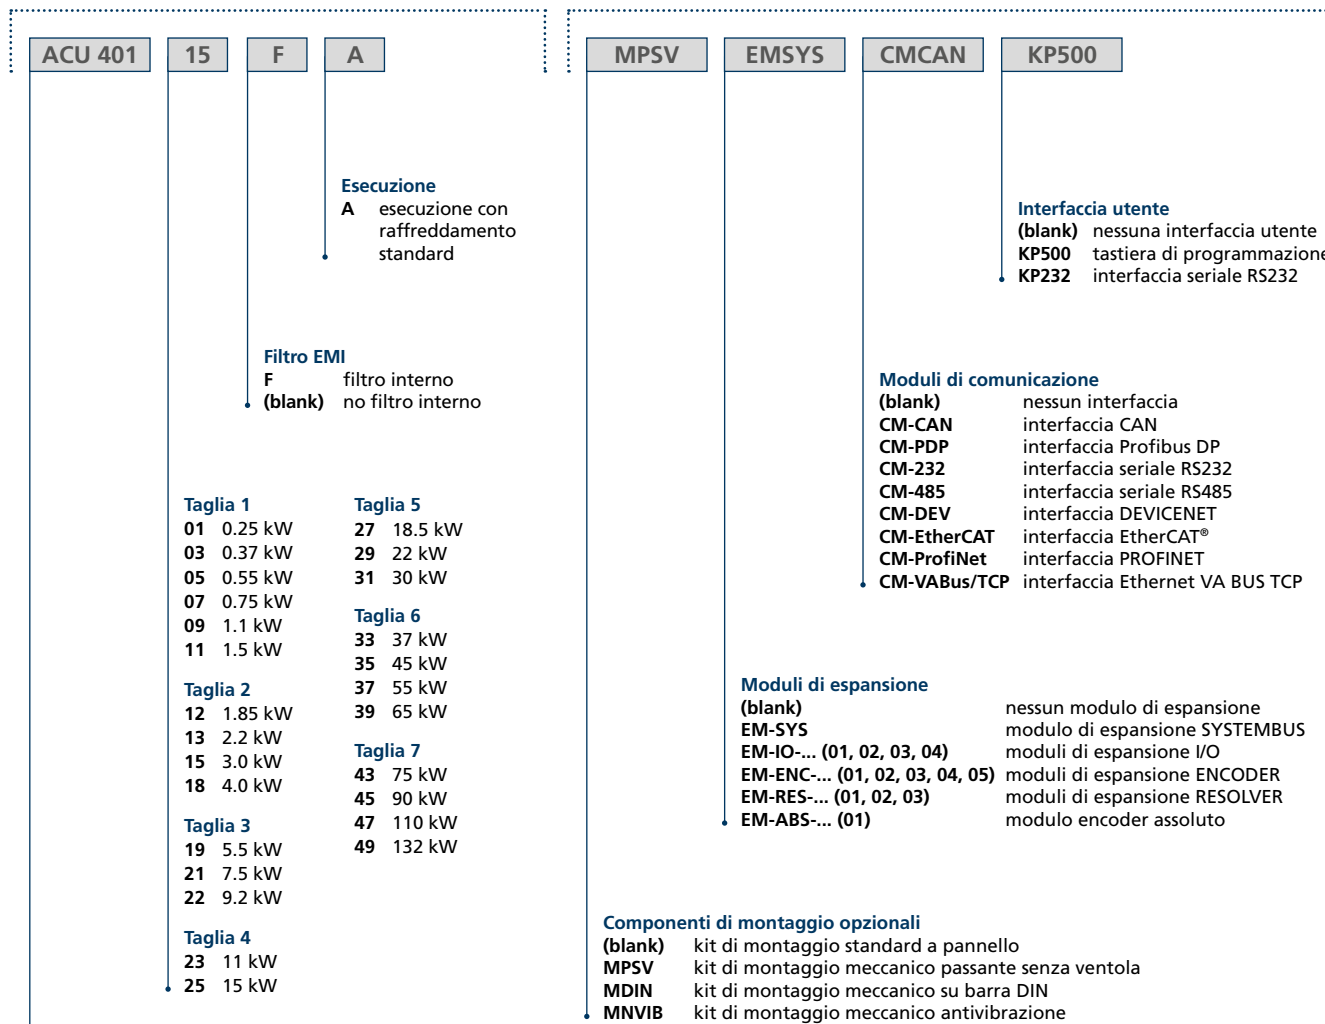 ACU 401 15 F A MPSV EMSYS CMCAN KP500
Esecuzione
A esecuzione con
raffreddamento
standard
Interfaccia utente
(blank) nessuna interfaccia utente
KP500 tastiera di programmazione
KP232 interfaccia seriale RS232
Filtro EMI
F filtro interno
(blank) no filtro interno
Moduli di comunicazione
(blank) nessun interfaccia
CM-CAN interfaccia CAN
CM-PDP interfaccia Profibus DP
CM-232 interfaccia seriale RS232
CM-485 interfaccia seriale RS485
CM-DEV interfaccia DEVICENET
CM-EtherCAT interfaccia EtherCAT®
CM-ProfiNet interfaccia PROFINET
CM-VABus/TCP interfaccia Ethernet VA BUS TCP
Taglia 1
01 0.25 kW
03 0.37 kW
05 0.55 kW
07 0.75 kW
09 1.1 kW
11 1.5 kW
Taglia 2
12 1.85 kW
13 2.2 kW
15 3.0 kW
18 4.0 kW
Taglia 3
19 5.5 kW
21 7.5 kW
22 9.2 kW
Taglia 4
23 11 kW
25 15 kW
Taglia 5
27 18.5 kW
29 22 kW
31 30 kW
Taglia 6
33 37 kW
35 45 kW
37 55 kW
39 65 kW
Taglia 7
43 75 kW
45 90 kW
47 110 kW
49 132 kW
Moduli di espansione
(blank) nessun modulo di espansione
EM-SYS modulo di espansione SYSTEMBUS
EM-IO-... (01, 02, 03, 04) moduli di espansione I/O
EM-ENC-... (01, 02, 03, 04, 05) moduli di espansione ENCODER
EM-RES-... (01, 02, 03) moduli di espansione RESOLVER
EM-ABS-... (01) modulo encoder assoluto
Componenti di montaggio opzionali
(blank) kit di montaggio standard a pannello
MPSV kit di montaggio meccanico passante senza ventola
MDIN kit di montaggio meccanico su barra DIN
MNVIB kit di montaggio meccanico antivibrazione